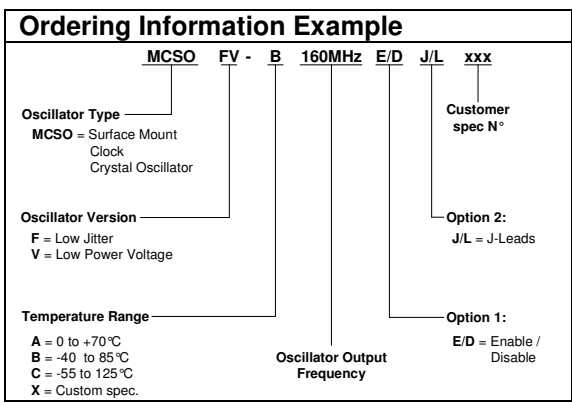 Ordering Information Example
MCSO FV - B 160MHz E/D J/L xxx
Customer
spec N°
Oscillator Type
MCSO = Surface Mount
Clock
Crystal Oscillator
Oscillator Version
F = Low Jitter
V = Low Power Voltage
Option 2:
J/L = J-Leads
Temperature Range
A = 0 to +70°C
B = -40 to 85°C
C = -55 to 125°C
X = Custom spec.
Oscillator Output
Frequency
Option 1:
E/D = Enable /
Disable